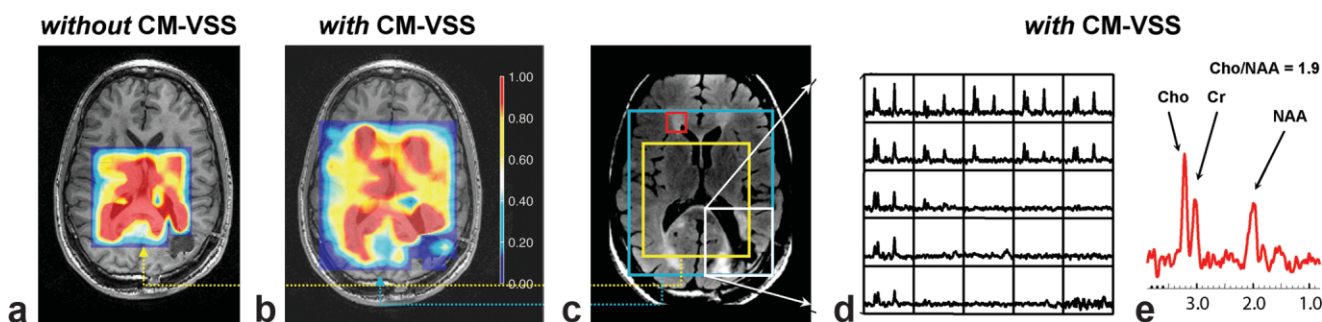 without CM-VSS
with CM-VSS
with CM-VSS
1.00
0.80
0.60
0.40
0.20
0.00
Cho/NAA = 1.9
Cho
Cr
NAA
3.0
2.0
1.0
a
b
c
d
e